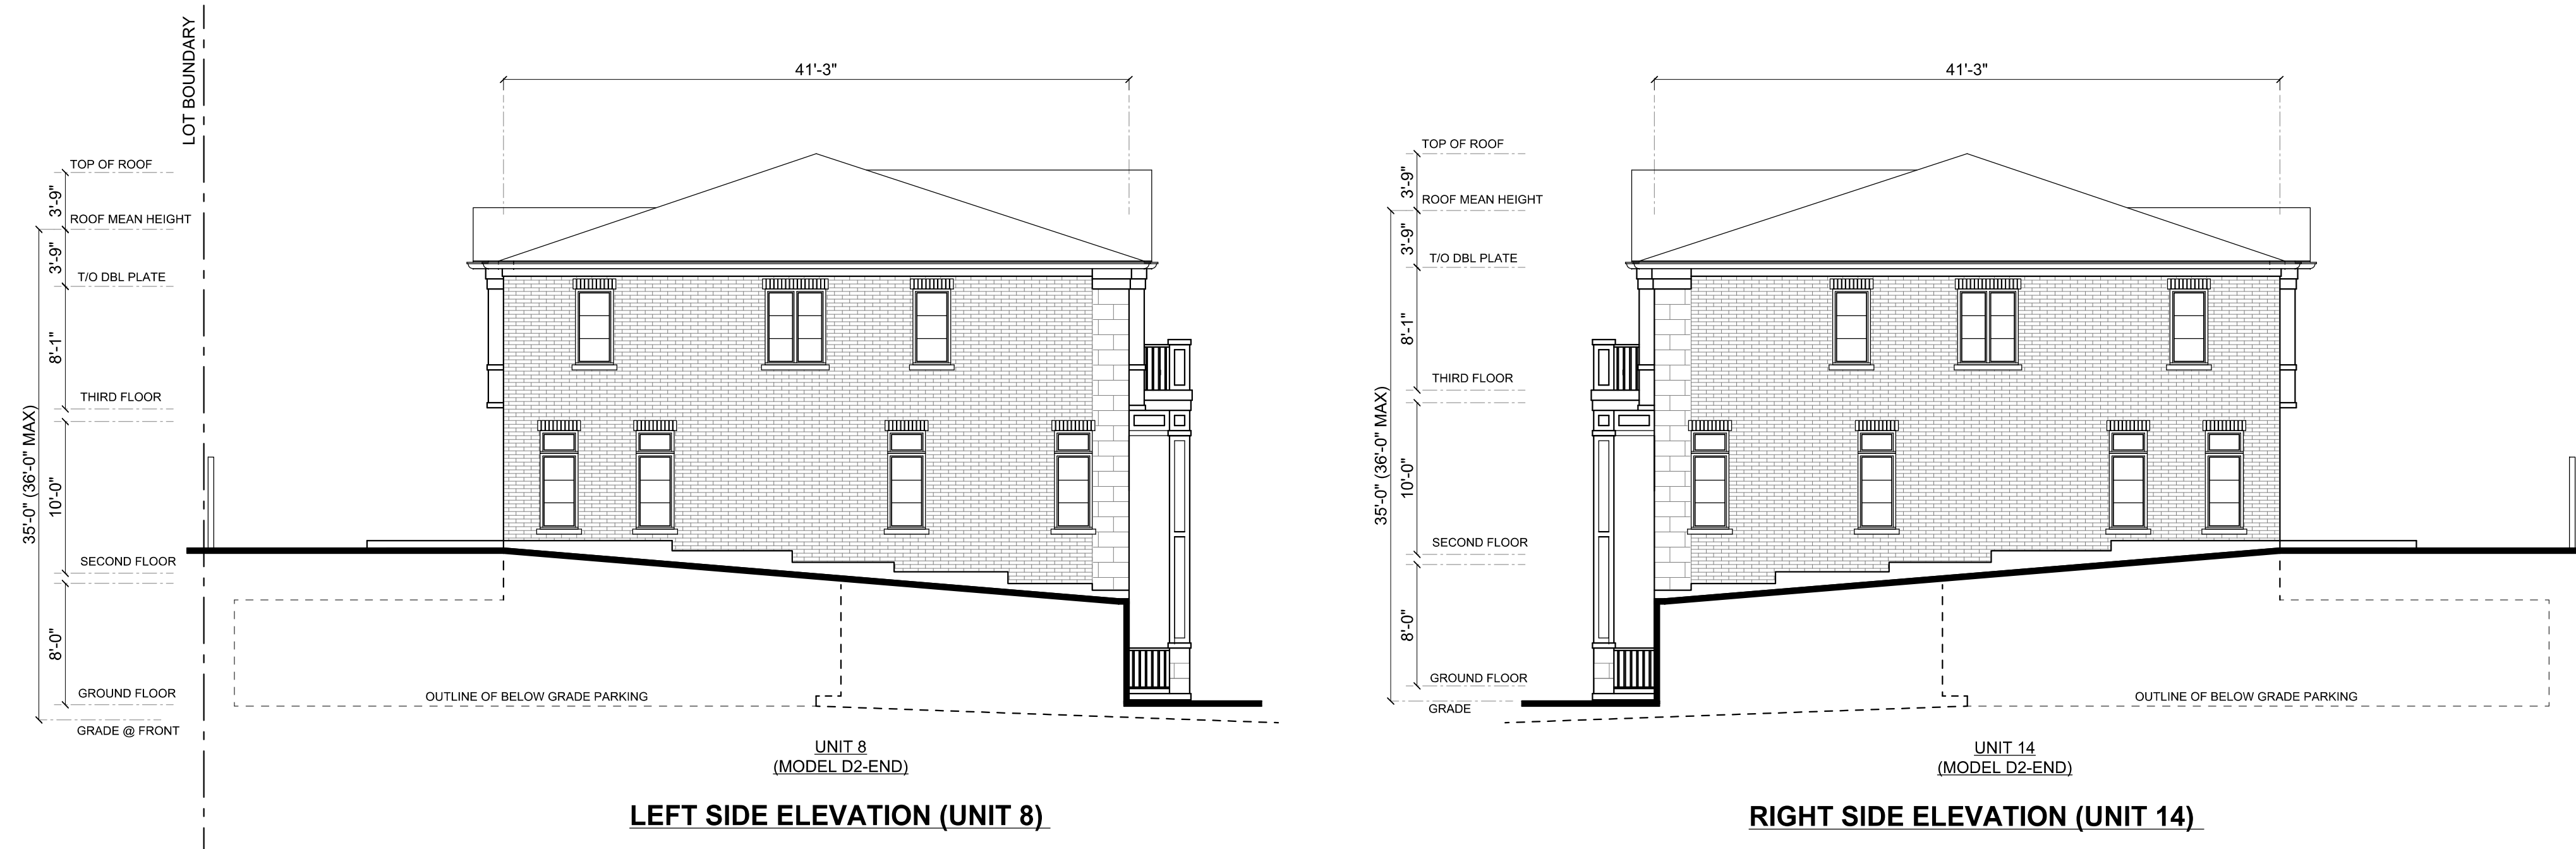 LOT BOUNDARY
41'-3"
TOP OF ROOF
3'-9"
ROOF MEAN HEIGHT
3'-9"
T/O DBL PLATE
8'-1"
THIRD FLOOR
35'-0" (36'-0" MAX)
10'-0"
SECOND FLOOR
8'-0"
GROUND FLOOR
GRADE @ FRONT
OUTLINE OF BELOW GRADE PARKING
UNIT 8
(MODEL D2-END)
LEFT SIDE ELEVATION (UNIT 8)
41'-3"
TOP OF ROOF
3'-9"
ROOF MEAN HEIGHT
3'-9"
T/O DBL PLATE
8'-1"
THIRD FLOOR
35'-0" (36'-0" MAX)
10'-0"
SECOND FLOOR
8'-0"
GROUND FLOOR
GRADE
OUTLINE OF BELOW GRADE PARKING
UNIT 14
(MODEL D2-END)
RIGHT SIDE ELEVATION (UNIT 14)